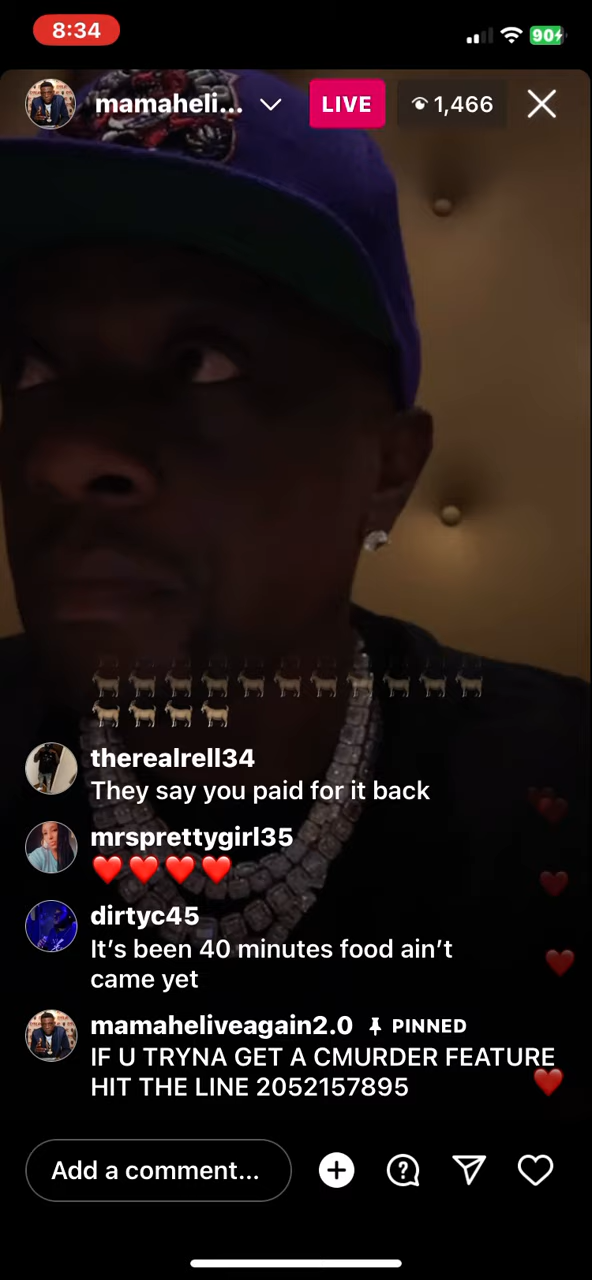 8:34
90
mamaheli...
LIVE
1,466
therealrell34
They say you paid for it back
mrsprettygirl35
❤️❤️❤️❤️
dirtyc45
It's been 40 minutes food ain't
came yet
mamaheliveagain2.0 PINNED
IF U TRYNA GET A CMURDER FEATURE
HIT THE LINE 2052157895
Add a comment...